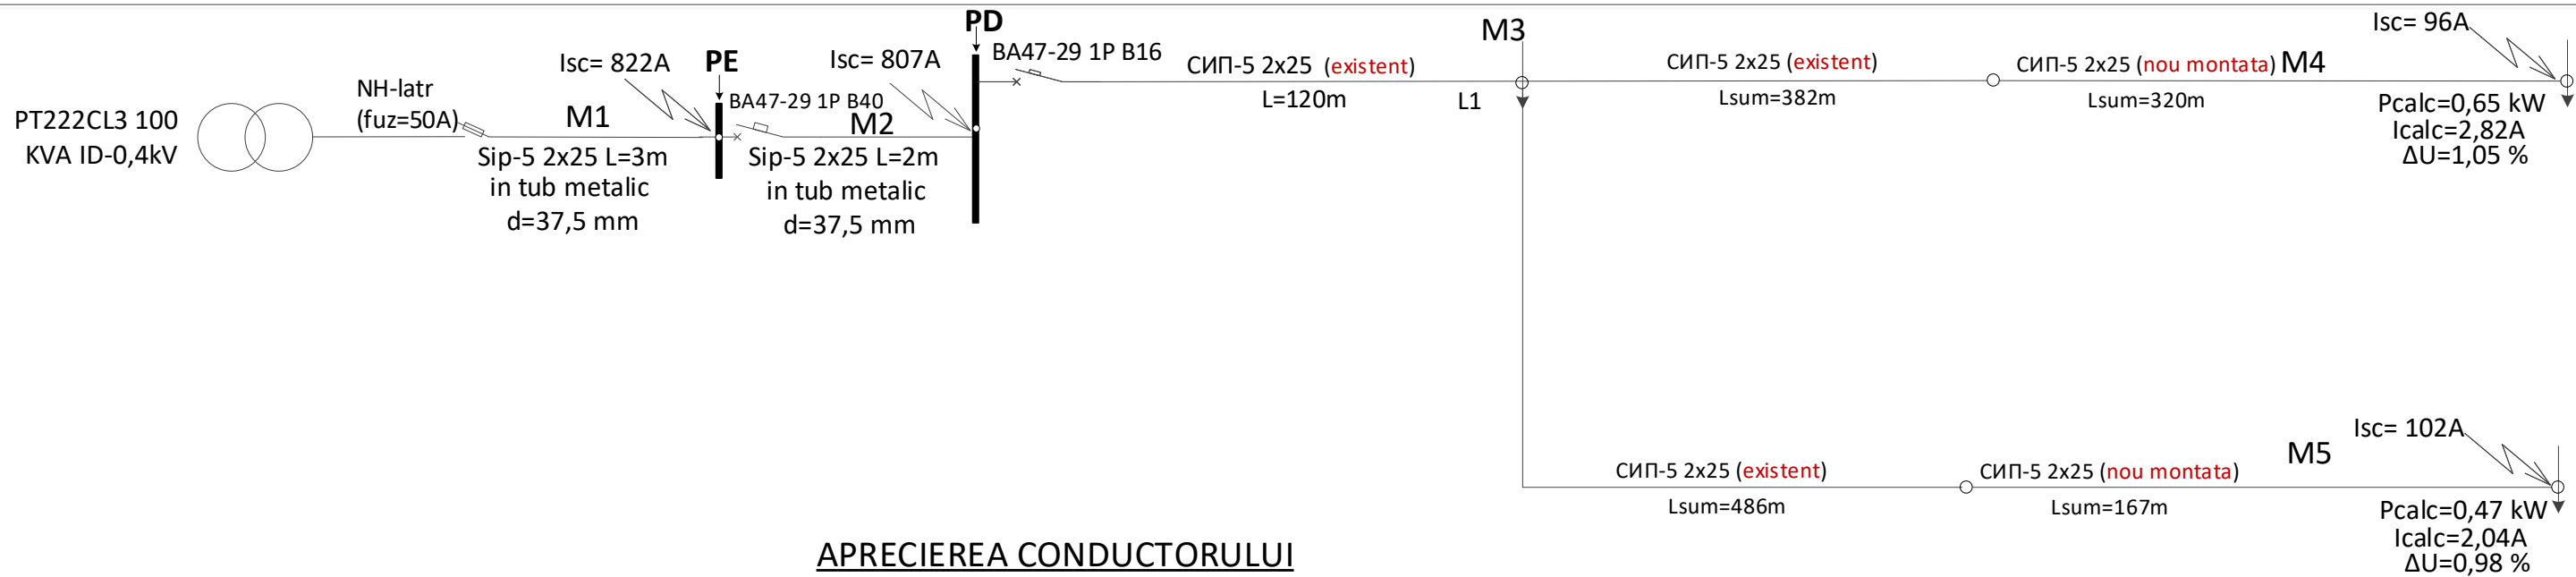 PT222CL3 100
KVA ID-0,4kV
NH-latr
(fuz=50A)
M1
Sip-5 2x25 L=3m
in tub metalic
d=37,5 mm
Isc= 822A
PE
BA47-29 1P B40
M2
Sip-5 2x25 L=2m
in tub metalic
d=37,5 mm
Isc= 807A
PD
BA47-29 1P B16
СИП-5 2x25 (existent)
L=120m
M3
L1
СИП-5 2x25 (existent)
Lsum=382m
СИП-5 2x25 (nou montata)
Lsum=320m
M4
Isc= 96A
Pcalc=0,65 kW
Icalc=2,82A
ΔU=1,05 %
СИП-5 2x25 (existent)
Lsum=486m
СИП-5 2x25 (nou montata)
Lsum=167m
M5
Isc= 102A
Pcalc=0,47 kW
Icalc=2,04A
ΔU=0,98 %
APRECIEREA CONDUCTORULUI